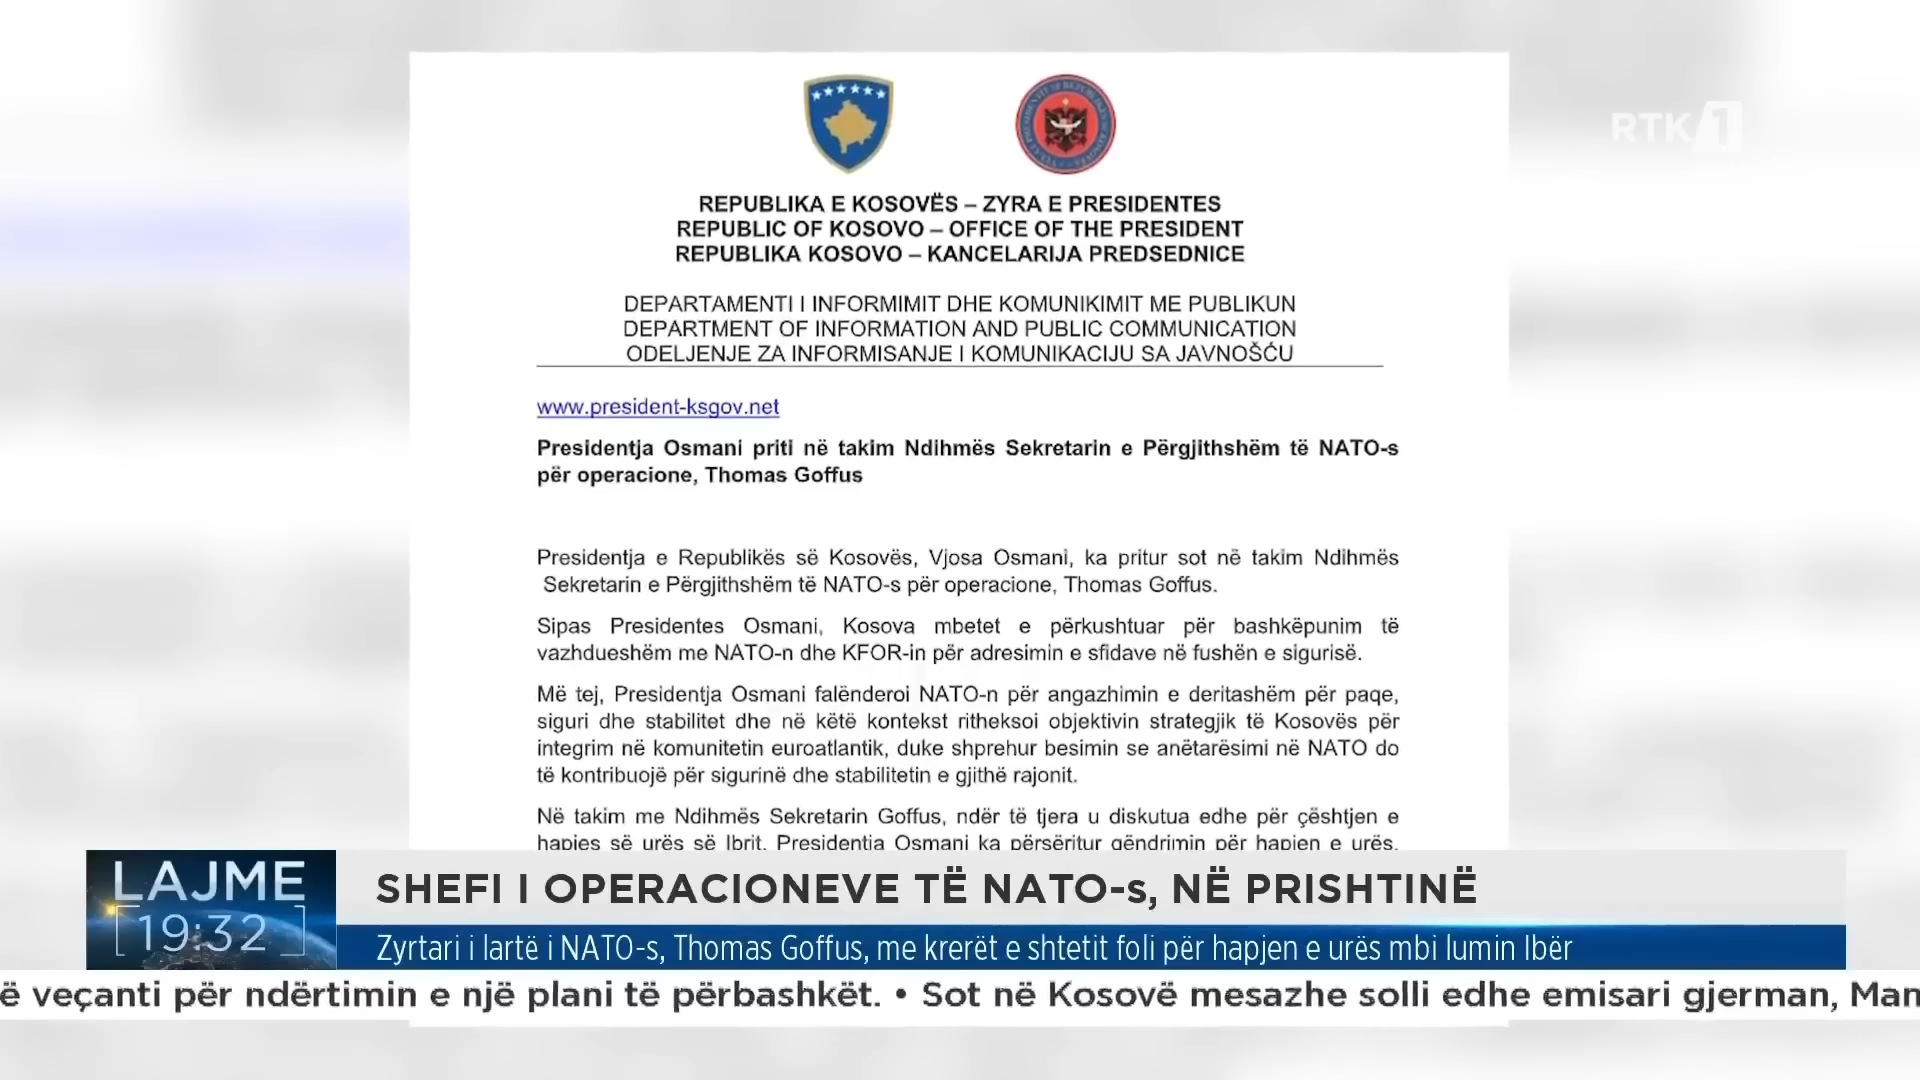 RTK 1
REPUBLIKA E KOSOVËS – ZYRA E PRESIDENTES
REPUBLIC OF KOSOVO – OFFICE OF THE PRESIDENT
REPUBLIKA KOSOVO – KANCELARIJA PREDSEDNICE
DEPARTAMENTI I INFORMIMIT DHE KOMUNIKIMIT ME PUBLIKUN
DEPARTMENT OF INFORMATION AND PUBLIC COMMUNICATION
ODELJENJE ZA INFORMISANJE I KOMUNIKACIJU SA JAVNOŠĆU
www.president-ksgov.net
Presidentja Osmani priti në takim Ndihmës Sekretarin e Përgjithshëm të NATO-s
për operacione, Thomas Goffus
Presidentja e Republikës së Kosovës, Vjosa Osmani, ka pritur sot në takim Ndihmës
Sekretarin e Përgjithshëm të NATO-s për operacione, Thomas Goffus.
Sipas Presidentes Osmani, Kosova mbetet e përkushtuar për bashkëpunim të
vazhdueshëm me NATO-n dhe KFOR-in për adresimin e sfidave në fushën e sigurisë.
Më tej, Presidentja Osmani falënderoi NATO-n për angazhimin e deritashëm për paqe,
siguri dhe stabilitet dhe në këtë kontekst ritheksoi objektivin strategjik të Kosovës për
integrim në komunitetin euroatlantik, duke shprehur besimin se anëtarësimi në NATO do
të kontribuojë për sigurinë dhe stabilitetin e gjithë rajonit.
Në takim me Ndihmës Sekretarin Goffus, ndër të tjera u diskutua edhe për çështjen e
hapjes së urës së Ibrit. Presidentja Osmani ka përsëritur qëndrimin për hapjen e urës,
LAJME
19:32
SHEFI I OPERACIONEVE TË NATO-s, NË PRISHTINË
Zyrtari i lartë i NATO-s, Thomas Goffus, me krerët e shtetit foli për hapjen e urës mbi lumin Ibër
ë veçanti për ndërtimin e një plani të përbashkët. • Sot në Kosovë mesazhe solli edhe emisari gjerman, Man